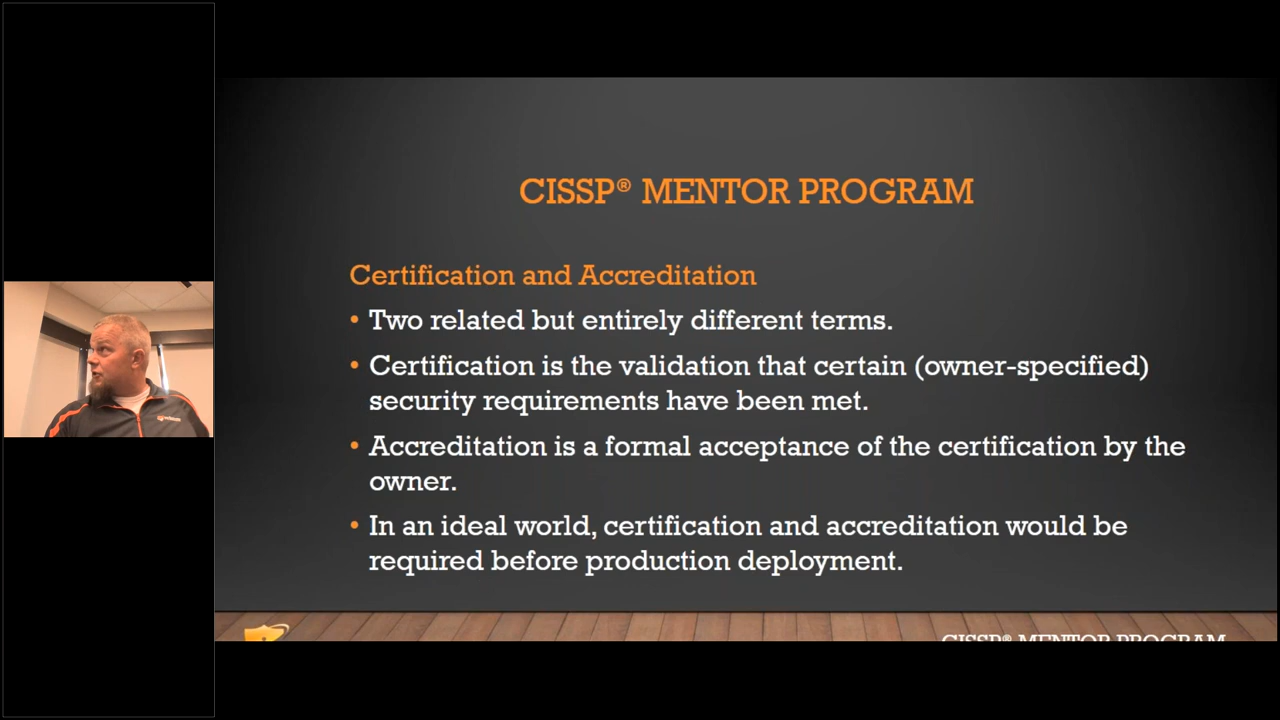 CISSP® MENTOR PROGRAM
Certification and Accreditation
• Two related but entirely different terms.
• Certification is the validation that certain (owner-specified)
security requirements have been met.
• Accreditation is a formal acceptance of the certification by the
owner.
• In an ideal world, certification and accreditation would be
required before production deployment.
CISSP® MENTOR PROGRAM